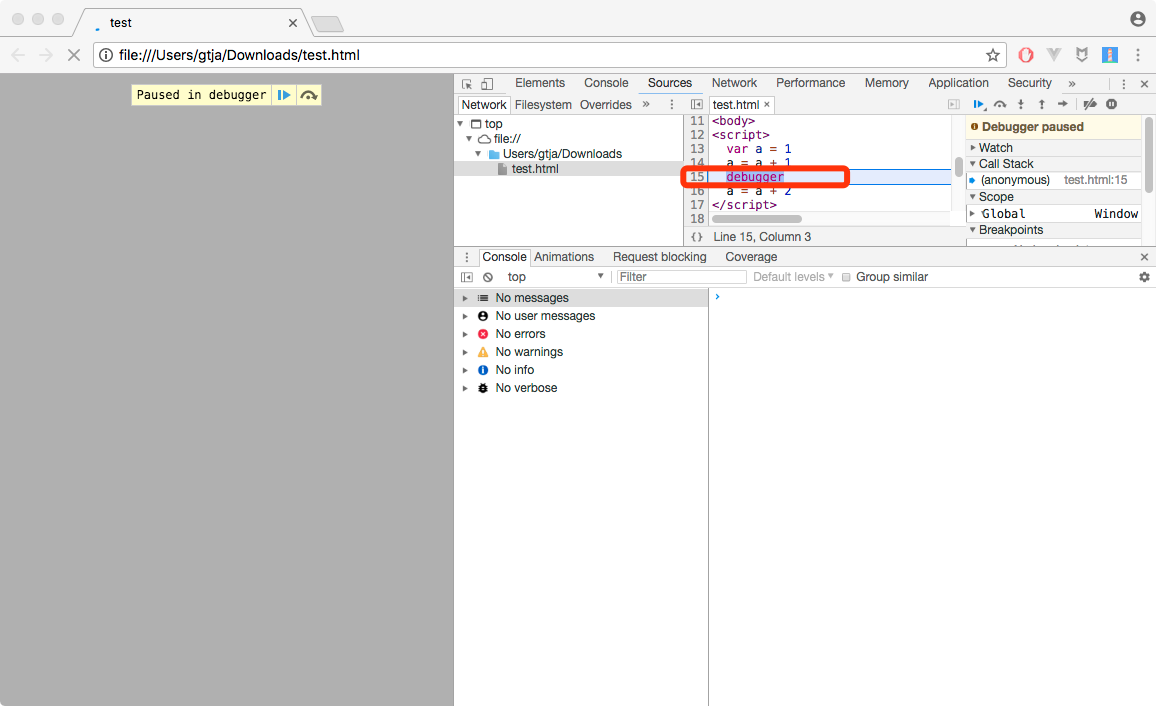 test
file:///Users/gtja/Downloads/test.html
Paused in debugger
Elements Console Sources Network Performance Memory Application Security »
Network Filesystem Overrides » test.html ×
top
file://
Users/gtja/Downloads
test.html
11 <body>
12 <script>
13 var a = 1
14 a = a + 1
15 debugger
16 a = a + 2
17 </script>
18
{} Line 15, Column 3
Debugger paused
Watch
Call Stack
(anonymous) test.html:15
Scope
Global Window
Breakpoints
Console Animations Request blocking Coverage
top Filter Default levels Group similar
No messages
No user messages
No errors
No warnings
No info
No verbose